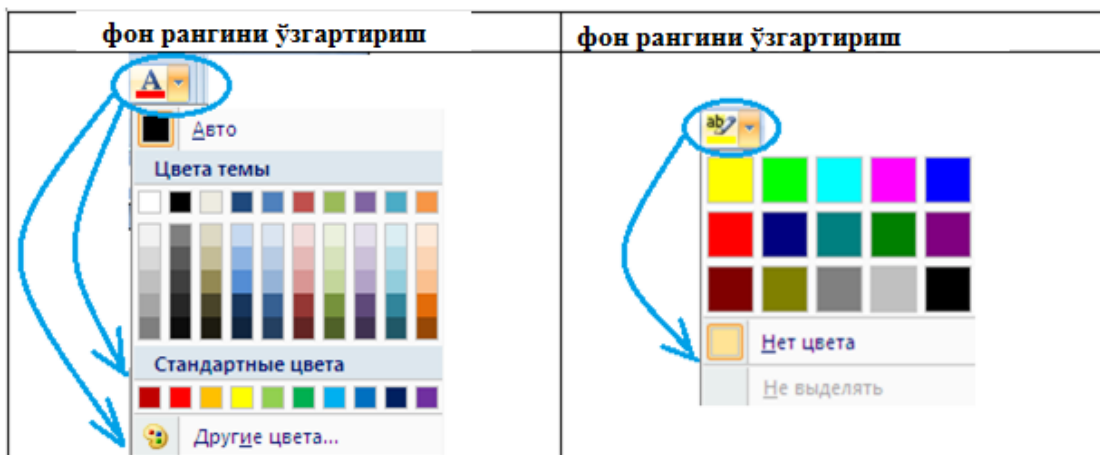 фон рангини ўзгартириш
А
Авто
Цвета темы
Стандартные цвета
Другие цвета...
фон рангини ўзгартириш
ab
Нет цвета
Не выделять